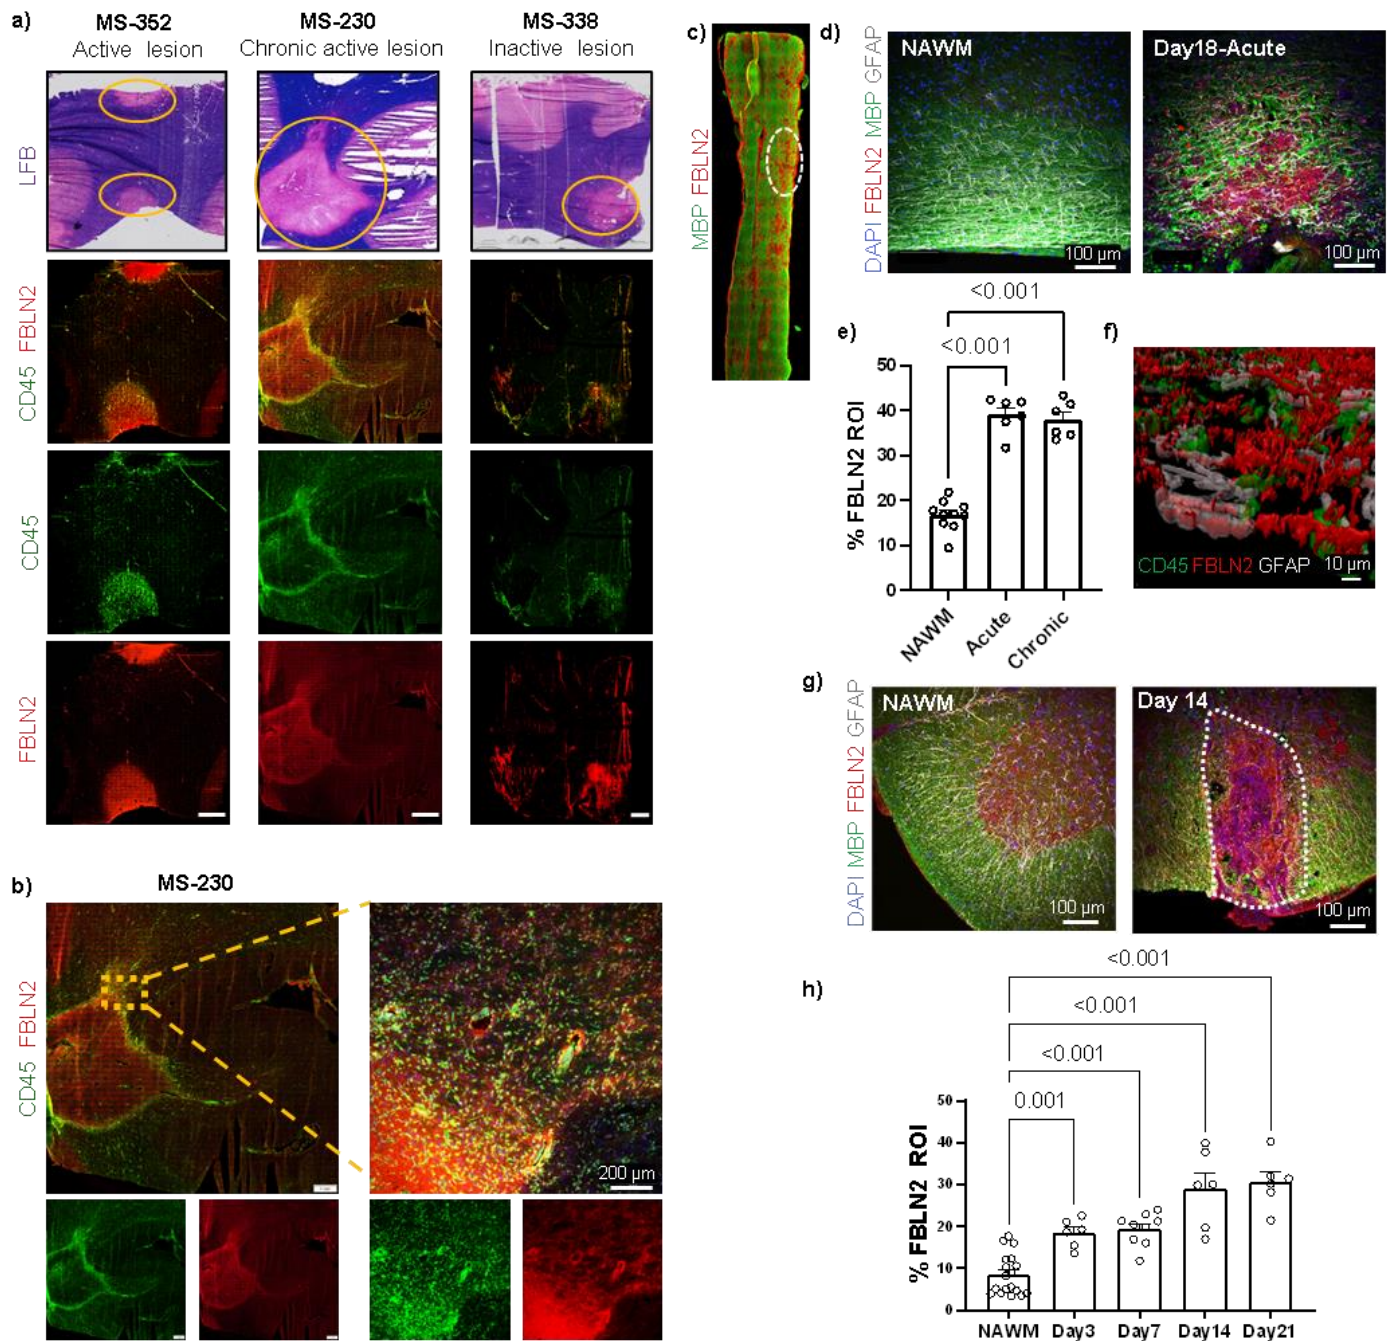 a)
MS-352
Active lesion
MS-230
Chronic active lesion
MS-338
Inactive lesion
LFB
CD45 FBLN2
CD45
FBLN2
b)
MS-230
CD45 FBLN2
200 µm
c)
MBP FBLN2
d)
DAPI FBLN2 MBP GFAP
NAWM
100 µm
Day18-Acute
100 µm
e)
<0.001
<0.001
% FBLN2 ROI
50
40
30
20
10
0
NAWM
Acute
Chronic
f)
CD45 FBLN2 GFAP
10 µm
g)
DAPI MBP FBLN2 GFAP
NAWM
100 µm
Day 14
100 µm
h)
<0.001
<0.001
<0.001
0.001
% FBLN2 ROI
50
40
30
20
10
0
NAWM Day3 Day7 Day14 Day21